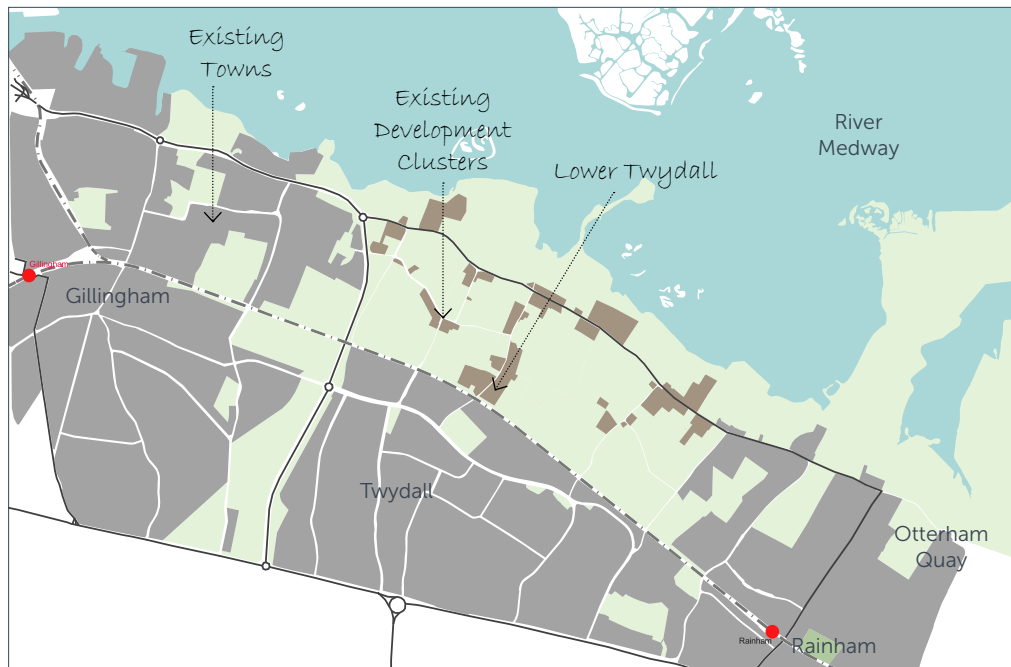 Existing
Towns
Existing
Development
Clusters
Lower Twydall
River
Medway
Gillingham
Gillingham
Twydall
Otterham
Quay
Rainham
Rainham